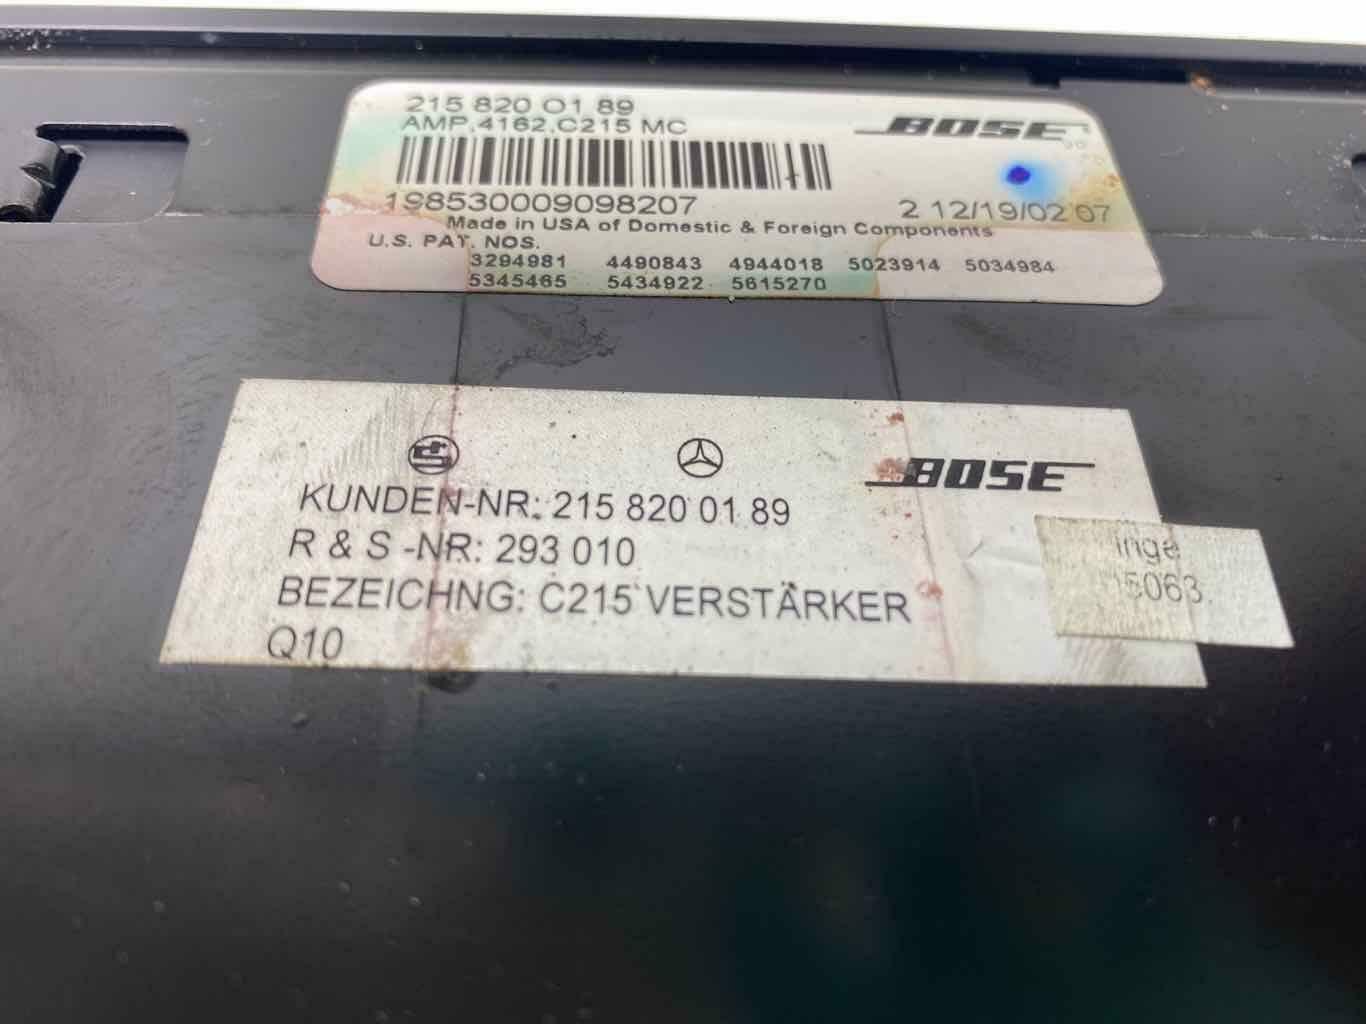 215 820 01 89
AMP,4162,C215 MC
BOSE
198530009098207
2 12/19/02 07
Made in USA of Domestic & Foreign Components
U.S. PAT. NOS.
3294981 4490843 4944018 5023914 5034984
5345465 5434922 5615270
BOSE
KUNDEN-NR: 215 820 01 89
R & S -NR: 293 010
BEZEICHNG: C215 VERSTÄRKER
Q10
inge
5063